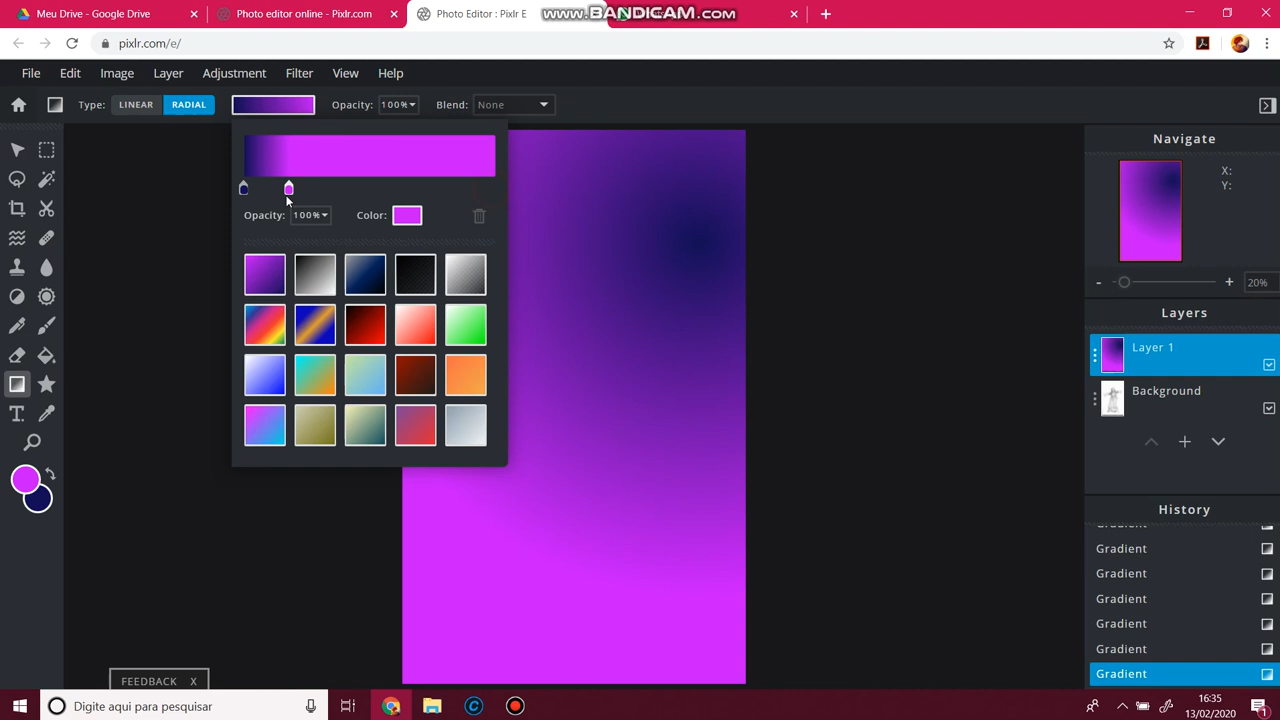 Meu Drive - Google Drive
Photo editor online - Pixlr.com
Photo Editor : Pixlr E
www.BANDICAM.com
pixlr.com/e/
File Edit Image Layer Adjustment Filter View Help
Type: LINEAR RADIAL Opacity: 100% Blend: None
Navigate
X:
Y:
Opacity: 100% Color:
20%
Layers
Layer 1
Background
History
Gradient
Gradient
Gradient
Gradient
Gradient
Gradient
Gradient
FEEDBACK X
Digite aqui para pesquisar
16:35
13/02/2020
1